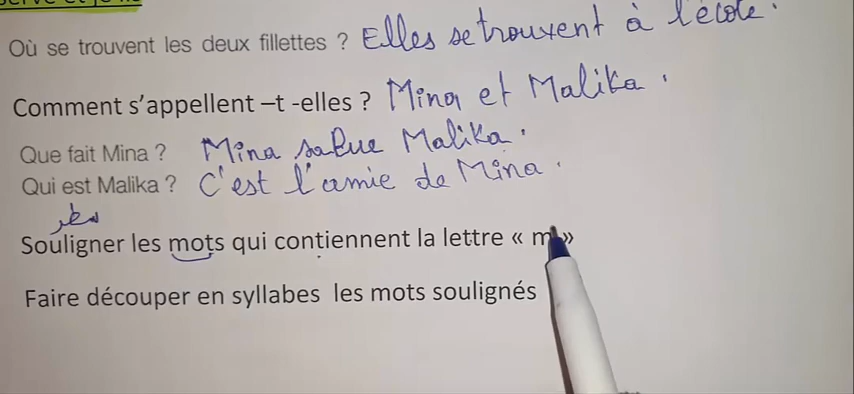 Où se trouvent les deux fillettes ? Elles se trouvent à l'école.
Comment s'appellent –t -elles ? Mina et Malika.
Que fait Mina ? Mina salue Malika.
Qui est Malika ? C'est l'amie de Mina.
سطر
Souligner les mots qui contiennent la lettre « m »
Faire découper en syllabes les mots soulignés